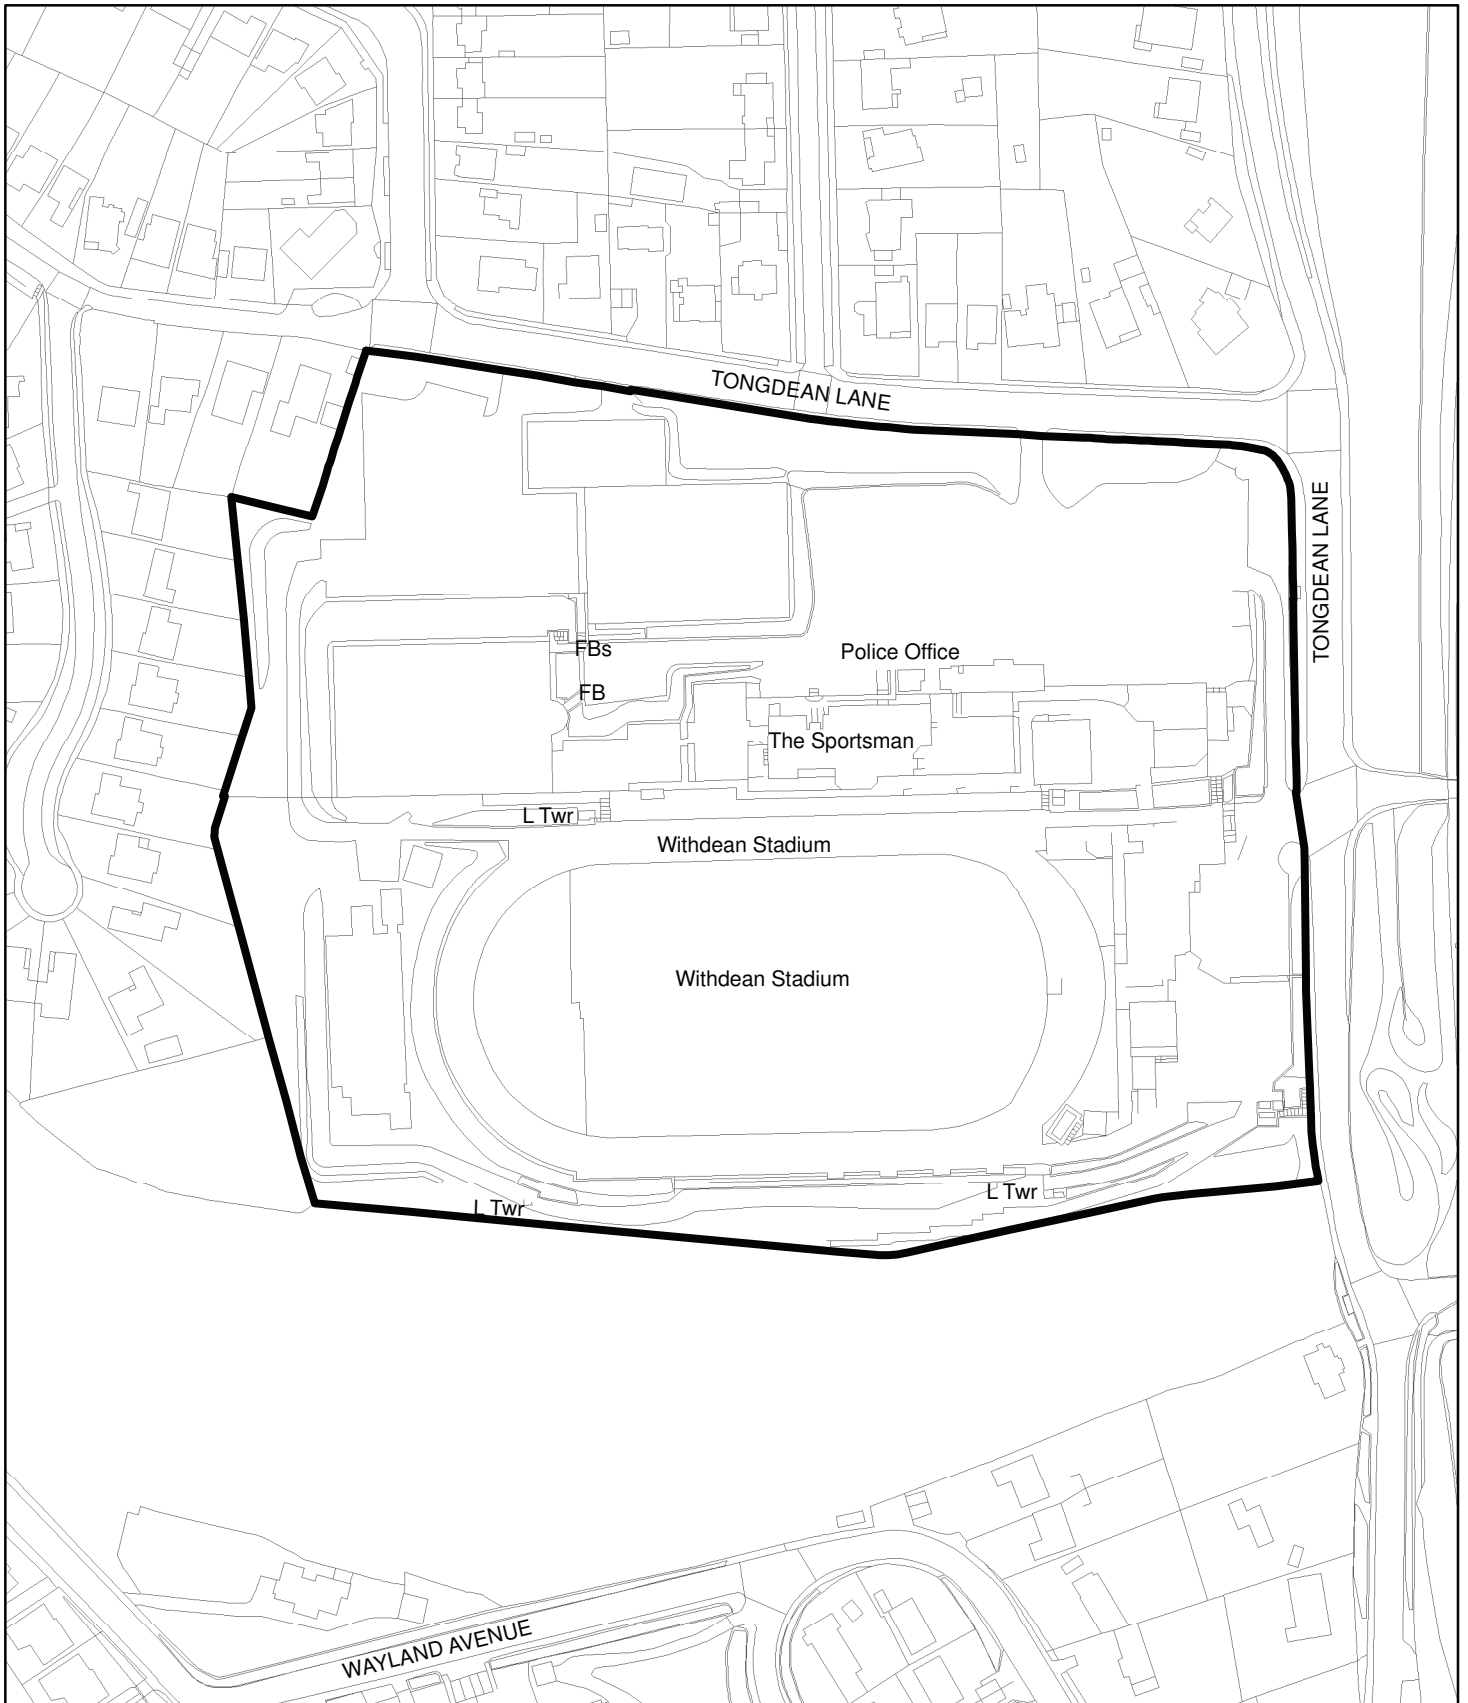 TONGDEAN LANE
TONGDEAN LANE
FBs
Police Office
FB
The Sportsman
L Twr
Withdean Stadium
Withdean Stadium
L Twr
L Twr
WAYLAND AVENUE